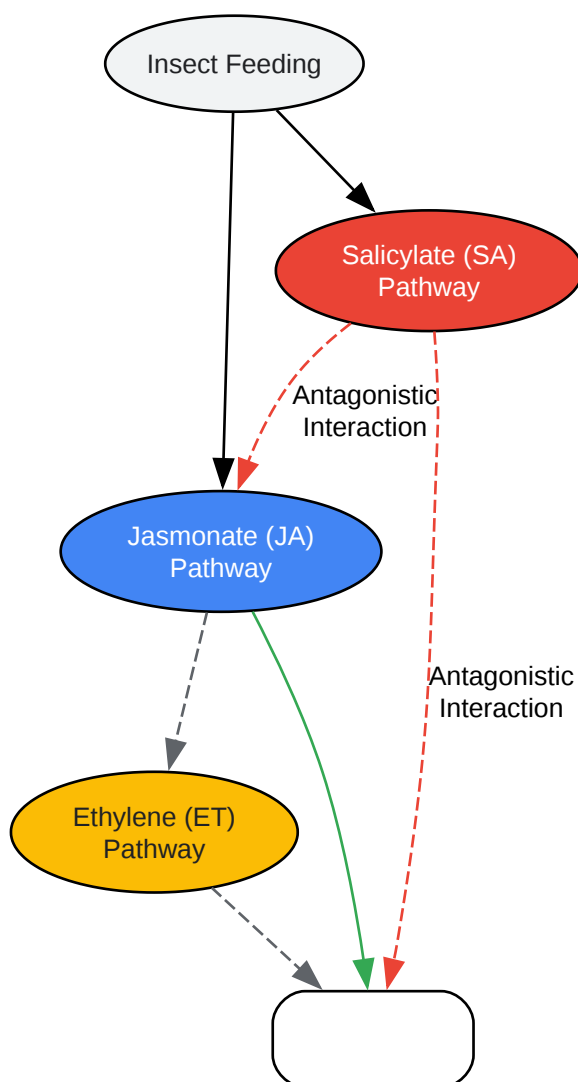 Insect Feeding
Salicylate (SA)
Pathway
Antagonistic
Interaction
Jasmonate (JA)
Pathway
Antagonistic
Interaction
Ethylene (ET)
Pathway